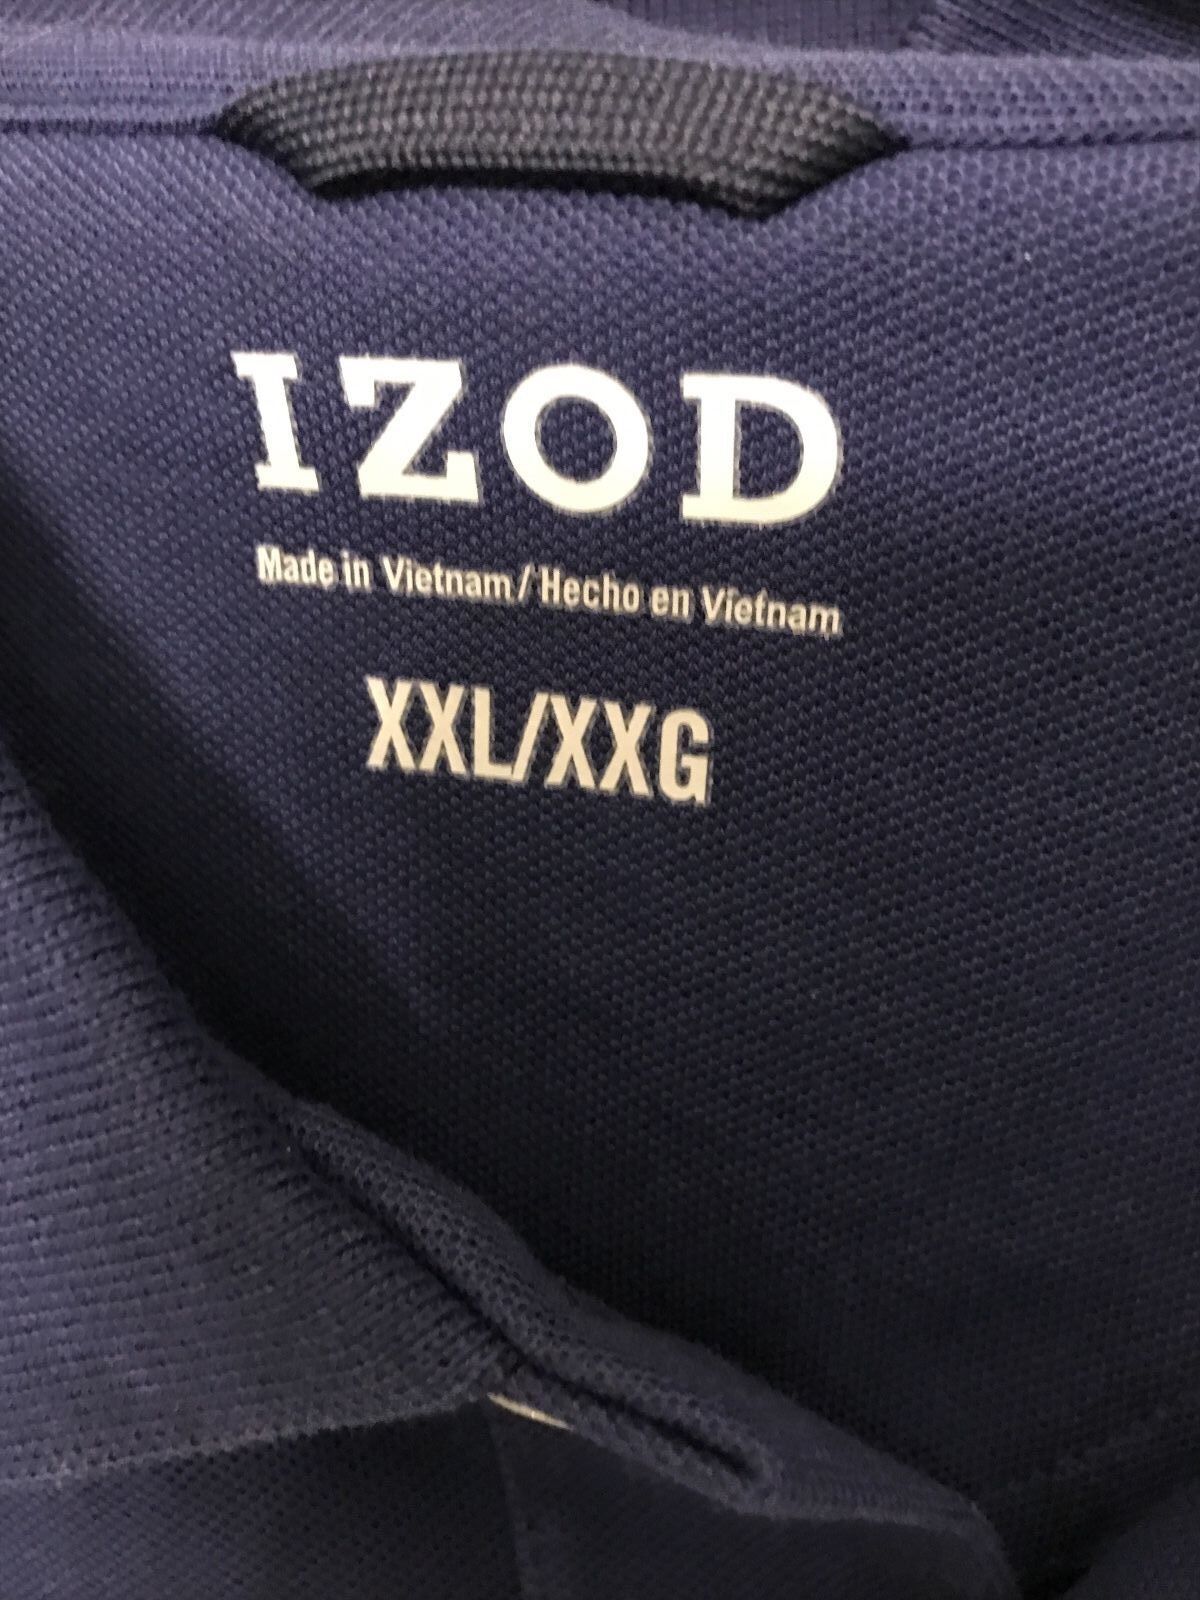 IZOD
Made in Vietnam / Hecho en Vietnam
XXL/XXG